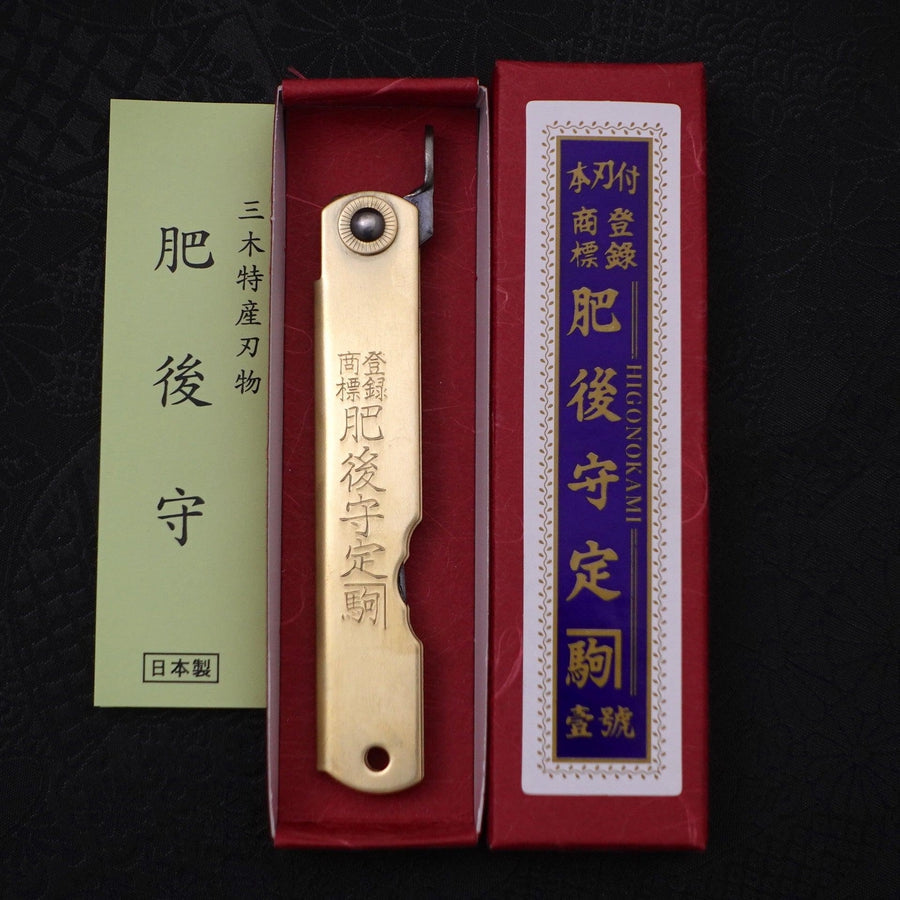 三木特産刃物
肥後守
日本製
登録
商標
肥後守定
駒
本刃付
登録
商標
肥後守定
駒
壹號
HIGONOKAMI